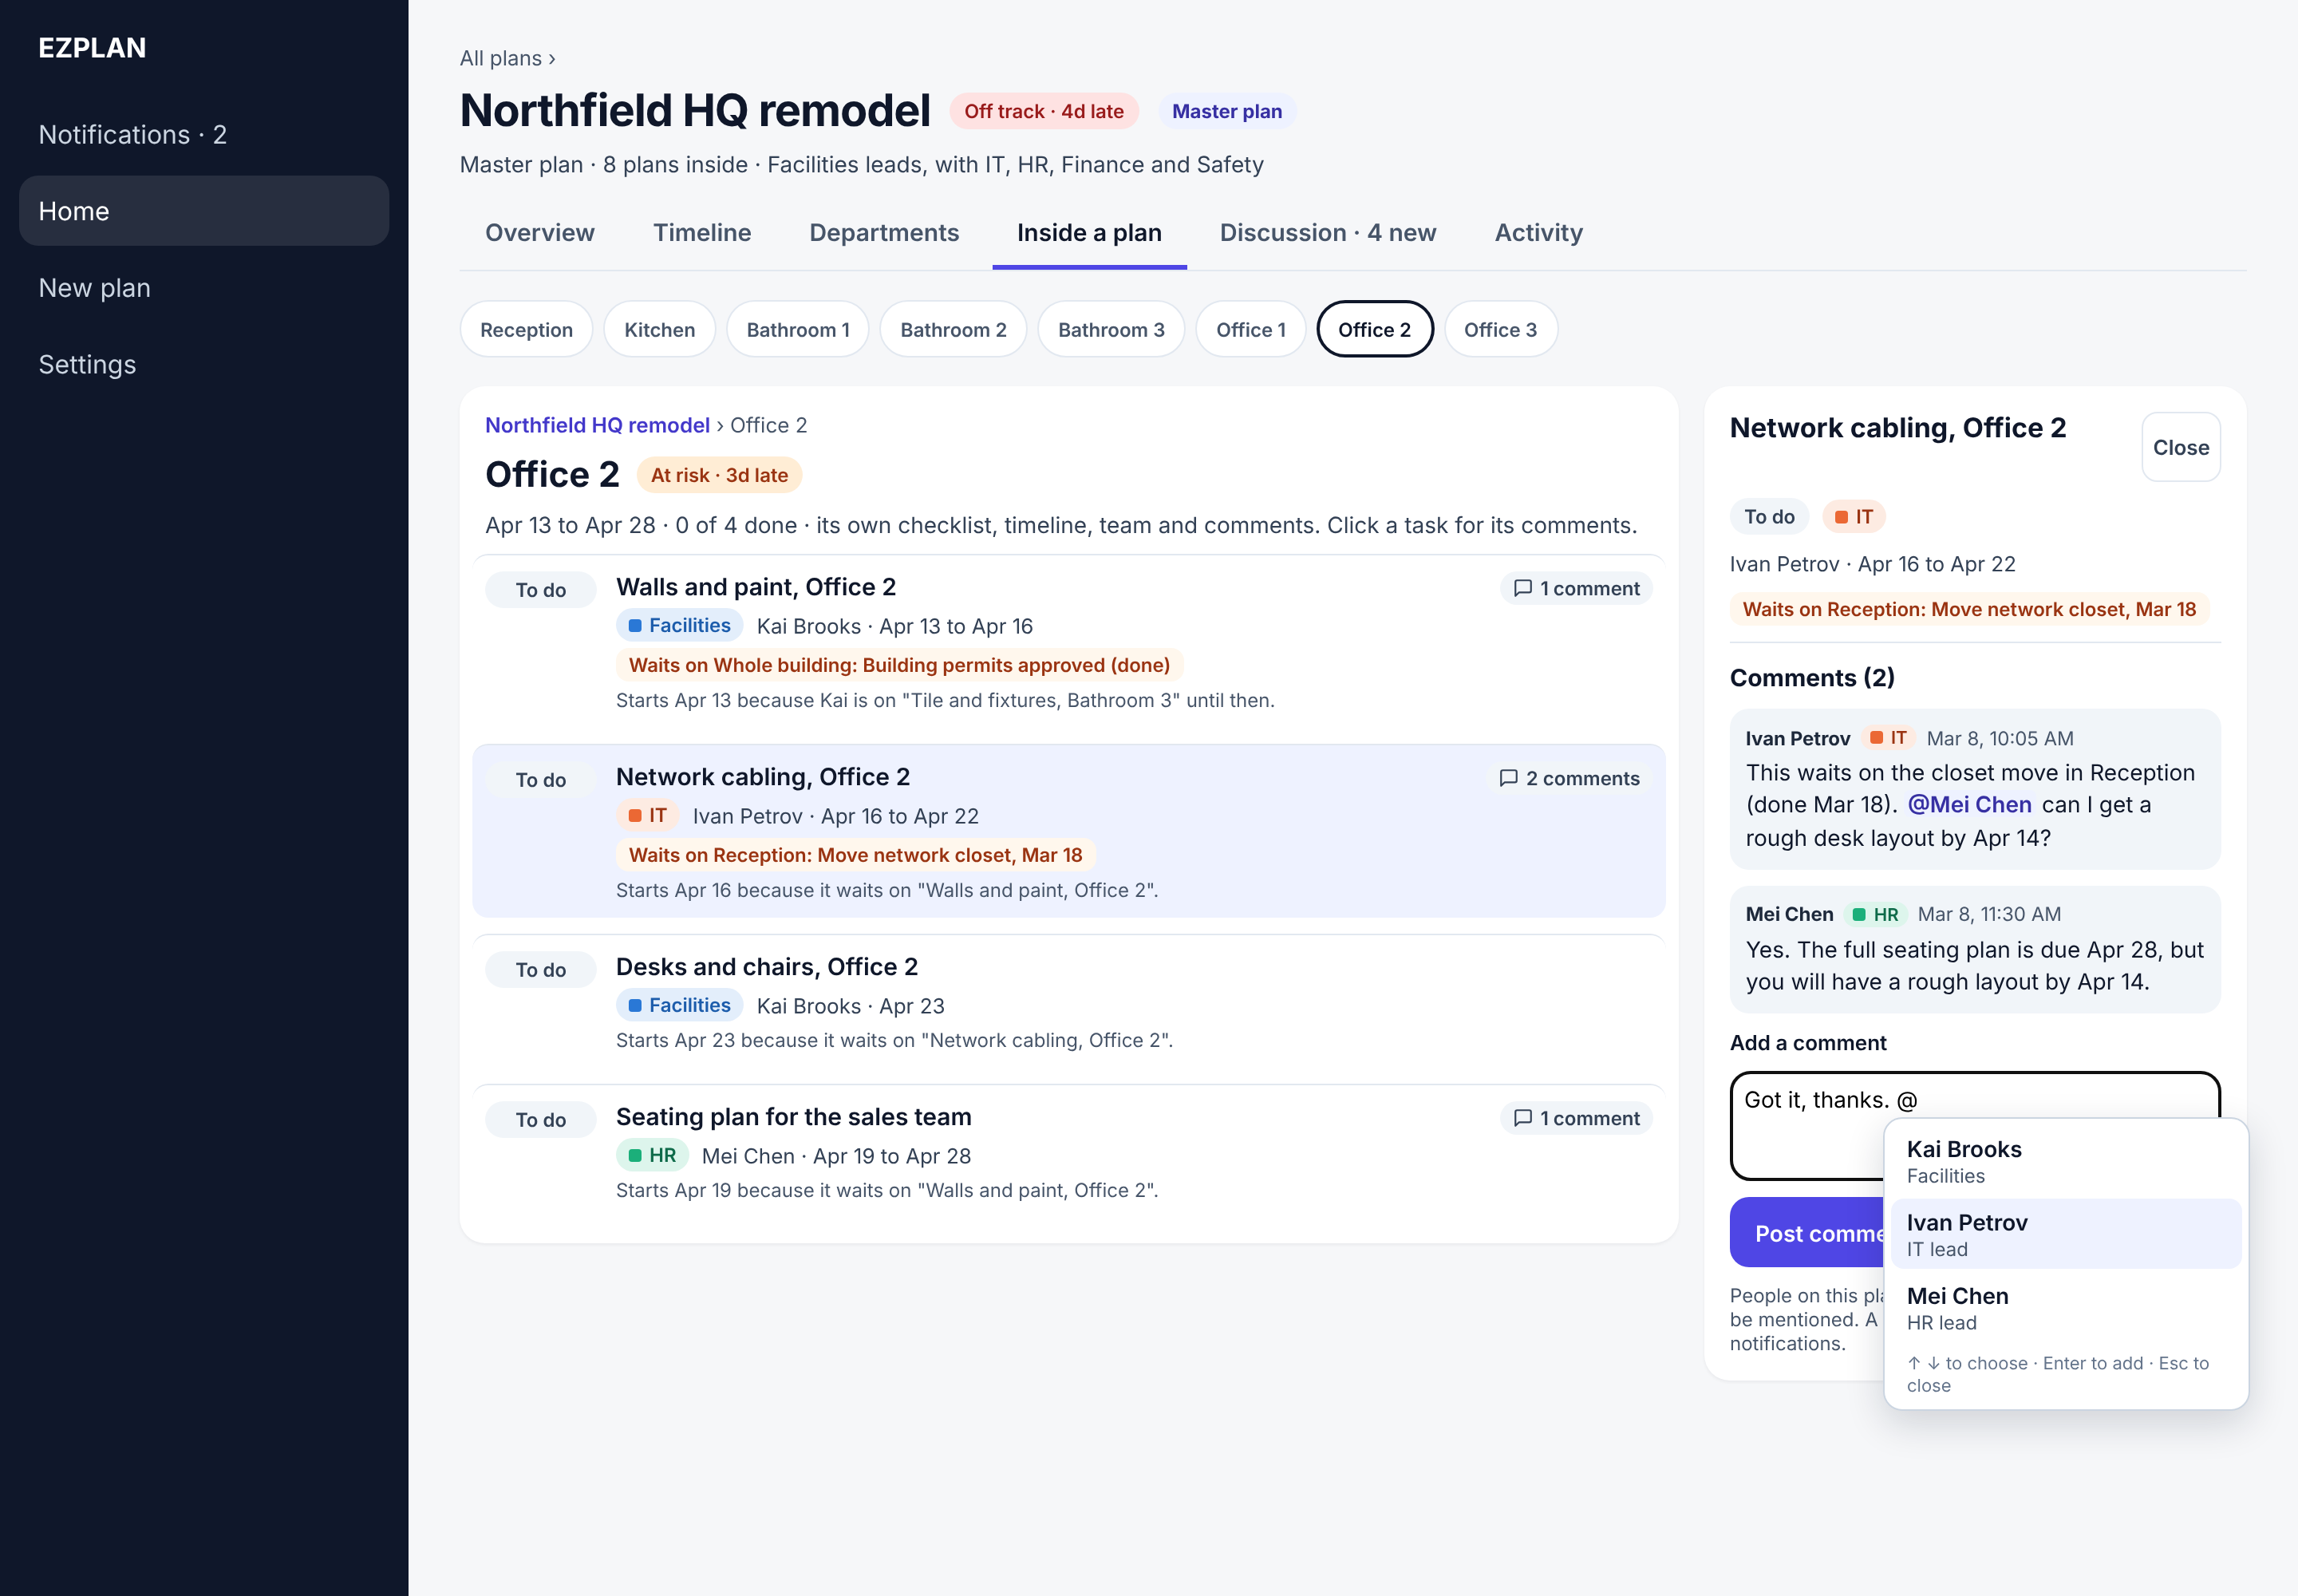 EZPLAN
Notifications · 2
Home
New plan
Settings
All plans ›
Northfield HQ remodel
Off track · 4d late
Master plan
Master plan · 8 plans inside · Facilities leads, with IT, HR, Finance and Safety
Overview
Timeline
Departments
Inside a plan
Discussion · 4 new
Activity
Reception
Kitchen
Bathroom 1
Bathroom 2
Bathroom 3
Office 1
Office 2
Office 3
Northfield HQ remodel › Office 2
Office 2
At risk · 3d late
Apr 13 to Apr 28 · 0 of 4 done · its own checklist, timeline, team and comments. Click a task for its comments.
To do
Walls and paint, Office 2
1 comment
Facilities
Kai Brooks · Apr 13 to Apr 16
Waits on Whole building: Building permits approved (done)
Starts Apr 13 because Kai is on "Tile and fixtures, Bathroom 3" until then.
To do
Network cabling, Office 2
2 comments
IT
Ivan Petrov · Apr 16 to Apr 22
Waits on Reception: Move network closet, Mar 18
Starts Apr 16 because it waits on "Walls and paint, Office 2".
To do
Desks and chairs, Office 2
Facilities
Kai Brooks · Apr 23
Starts Apr 23 because it waits on "Network cabling, Office 2".
To do
Seating plan for the sales team
1 comment
HR
Mei Chen · Apr 19 to Apr 28
Starts Apr 19 because it waits on "Walls and paint, Office 2".
Network cabling, Office 2
Close
To do
IT
Ivan Petrov · Apr 16 to Apr 22
Waits on Reception: Move network closet, Mar 18
Comments (2)
Ivan Petrov IT Mar 8, 10:05 AM
This waits on the closet move in Reception
(done Mar 18). @Mei Chen can I get a
rough desk layout by Apr 14?
Mei Chen HR Mar 8, 11:30 AM
Yes. The full seating plan is due Apr 28, but
you will have a rough layout by Apr 14.
Add a comment
Got it, thanks. @
Post
People on this
be mentioned. A
notifications.
Kai Brooks
Facilities
Ivan Petrov
IT lead
Mei Chen
HR lead
↑ ↓ to choose · Enter to add · Esc to
close